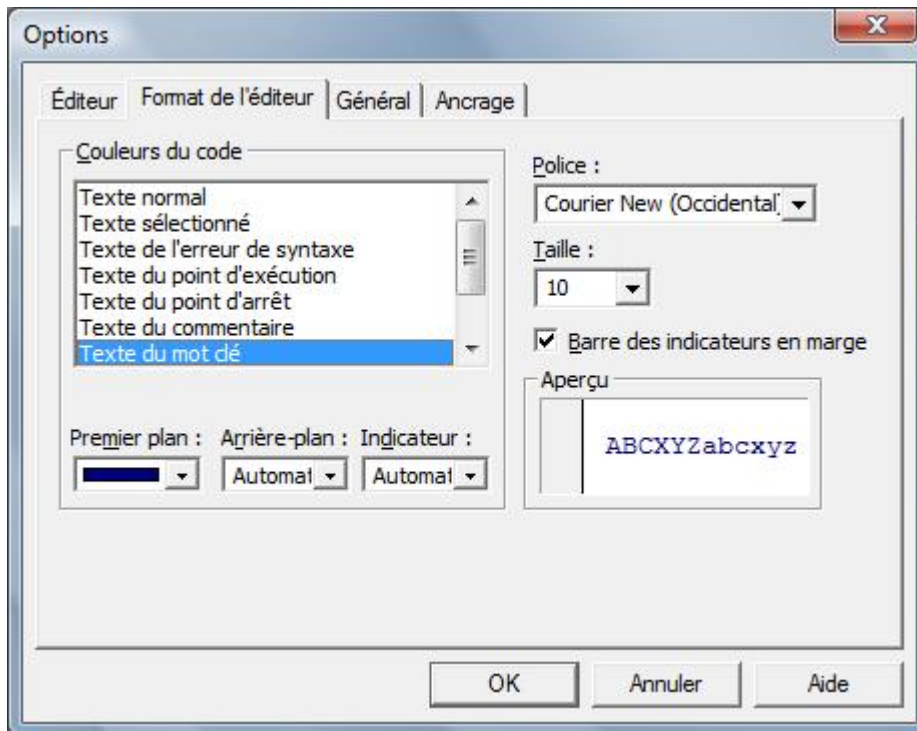 Options
Éditeur Format de l'éditeur Général Ancrage
Couleurs du code
Texte normal
Texte sélectionné
Texte de l'erreur de syntaxe
Texte du point d'exécution
Texte du point d'arrêt
Texte du commentaire
Texte du mot clé
Premier plan : Arrière-plan : Indicateur :
Automat Automat
Police :
Courier New (Occidental)
Taille :
10
Barre des indicateurs en marge
Aperçu
ABCXYZabcxyz
OK Annuler Aide